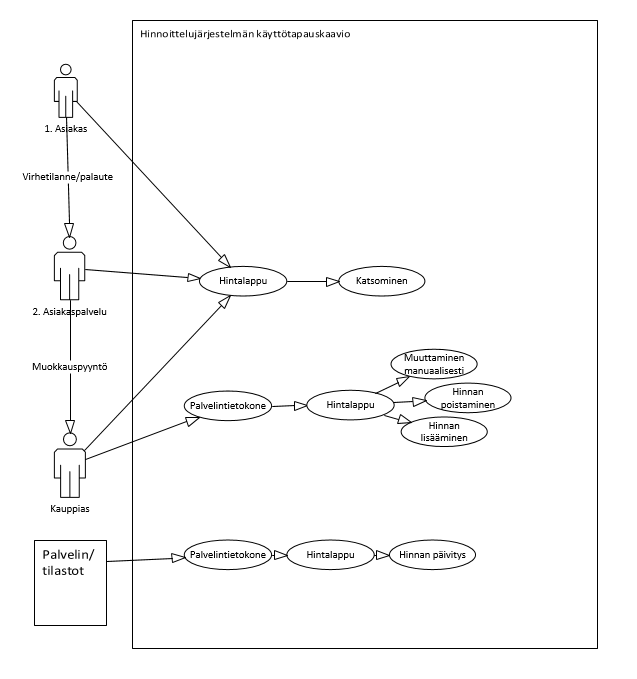 Hinnoittelujärjestelmän käyttötapauskaavio
1. Asiakas
Virhetilanne/palaute
2. Asiakaspalvelu
Hintalappu
Katsominen
Muokkauspyyntö
Muuttaminen
manuaalisesti
Palvelintietokone
Hintalappu
Hinnan
poistaminen
Hinnan
lisääminen
Kauppias
Palvelin/
tilastot
Palvelintietokone
Hintalappu
Hinnan päivitys